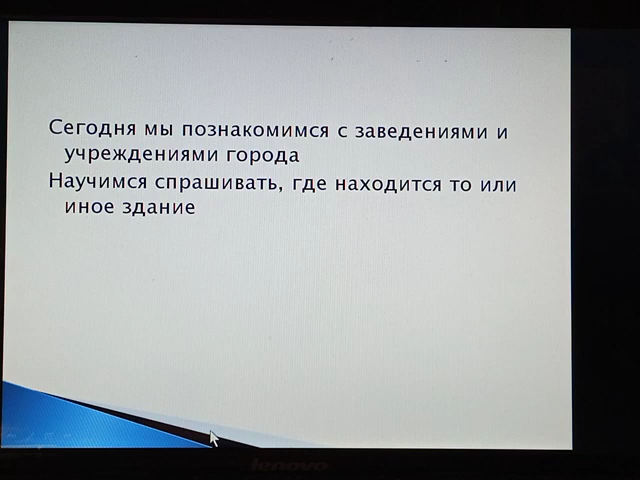 Сегодня мы познакомимся с заведениями и
учреждениями города
Научимся спрашивать, где находится то или
иное здание
lenovo